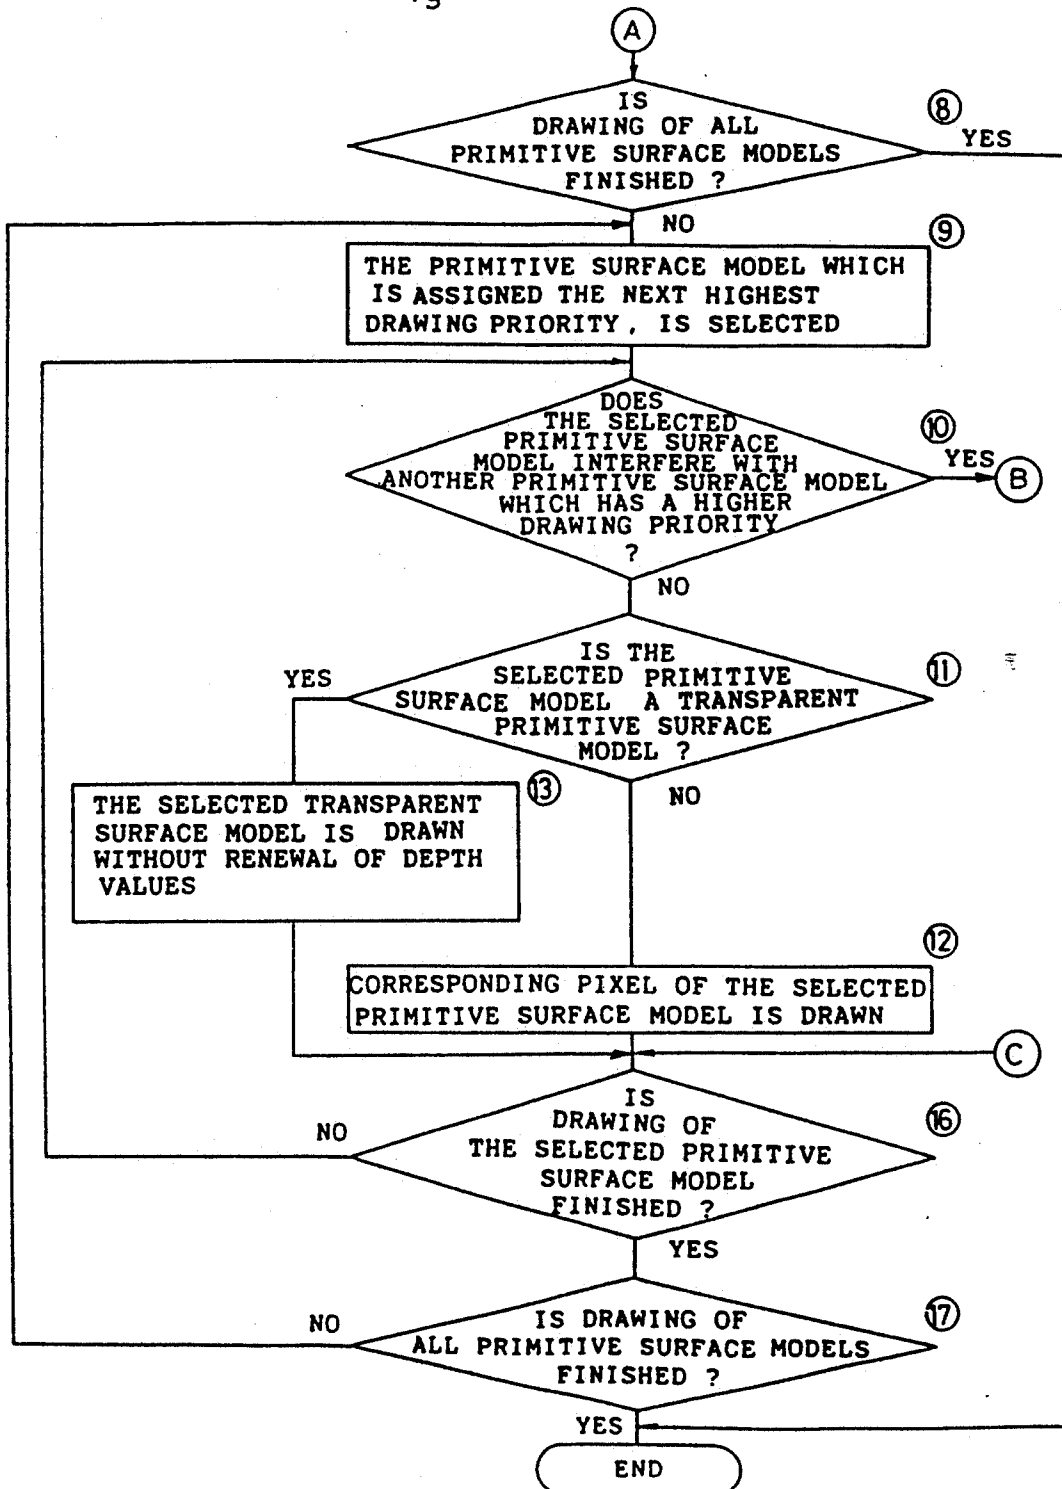 A
IS
DRAWING OF ALL
PRIMITIVE SURFACE MODELS
FINISHED ?
⑧
YES
NO
⑨
THE PRIMITIVE SURFACE MODEL WHICH
IS ASSIGNED THE NEXT HIGHEST
DRAWING PRIORITY, IS SELECTED
DOES
THE SELECTED
PRIMITIVE SURFACE
MODEL INTERFERE WITH
ANOTHER PRIMITIVE SURFACE MODEL
WHICH HAS A HIGHER
DRAWING PRIORITY
?
⑩
YES
B
NO
IS THE
SELECTED PRIMITIVE
SURFACE MODEL A TRANSPARENT
PRIMITIVE SURFACE
MODEL ?
⑪
YES
NO
⑬
THE SELECTED TRANSPARENT
SURFACE MODEL IS DRAWN
WITHOUT RENEWAL OF DEPTH
VALUES
⑫
CORRESPONDING PIXEL OF THE SELECTED
PRIMITIVE SURFACE MODEL IS DRAWN
C
IS
DRAWING OF
THE SELECTED PRIMITIVE
SURFACE MODEL
FINISHED ?
⑯
NO
YES
IS DRAWING OF
ALL PRIMITIVE SURFACE MODELS
FINISHED ?
⑰
NO
YES
END